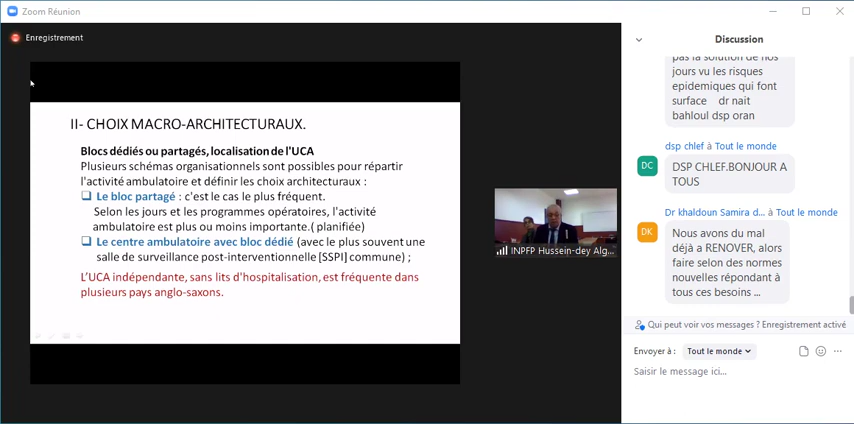 Zoom Réunion
Enregistrement
II- CHOIX MACRO-ARCHITECTURAUX.
Blocs dédiés ou partagés, localisation de l'UCA
Plusieurs schémas organisationnels sont possibles pour répartir
l'activité ambulatoire et définir les choix architecturaux :
Le bloc partagé : c'est le cas le plus fréquent.
Selon les jours et les programmes opératoires, l'activité
ambulatoire est plus ou moins importante.( planifiée)
Le centre ambulatoire avec bloc dédié (avec le plus souvent une
salle de surveillance post-interventionnelle [SSPI] commune) ;
L'UCA indépendante, sans lits d'hospitalisation, est fréquente dans
plusieurs pays anglo-saxons.
INPFP Hussein-dey Alg...
Discussion
pas la solution de nos
jours vu les risques
epidemiques qui font
surface dr nait
bahloul dsp oran
dsp chlef à Tout le monde
DC
DSP CHLEF.BONJOUR A
TOUS
Dr khaldoun Samira d... à Tout le monde
DK
Nous avons du mal
déjà a RENOVER, alors
faire selon des normes
nouvelles répondant à
tous ces besoins ...
Qui peut voir vos messages ? Enregistrement activé
Envoyer à : Tout le monde
Saisir le message ici...